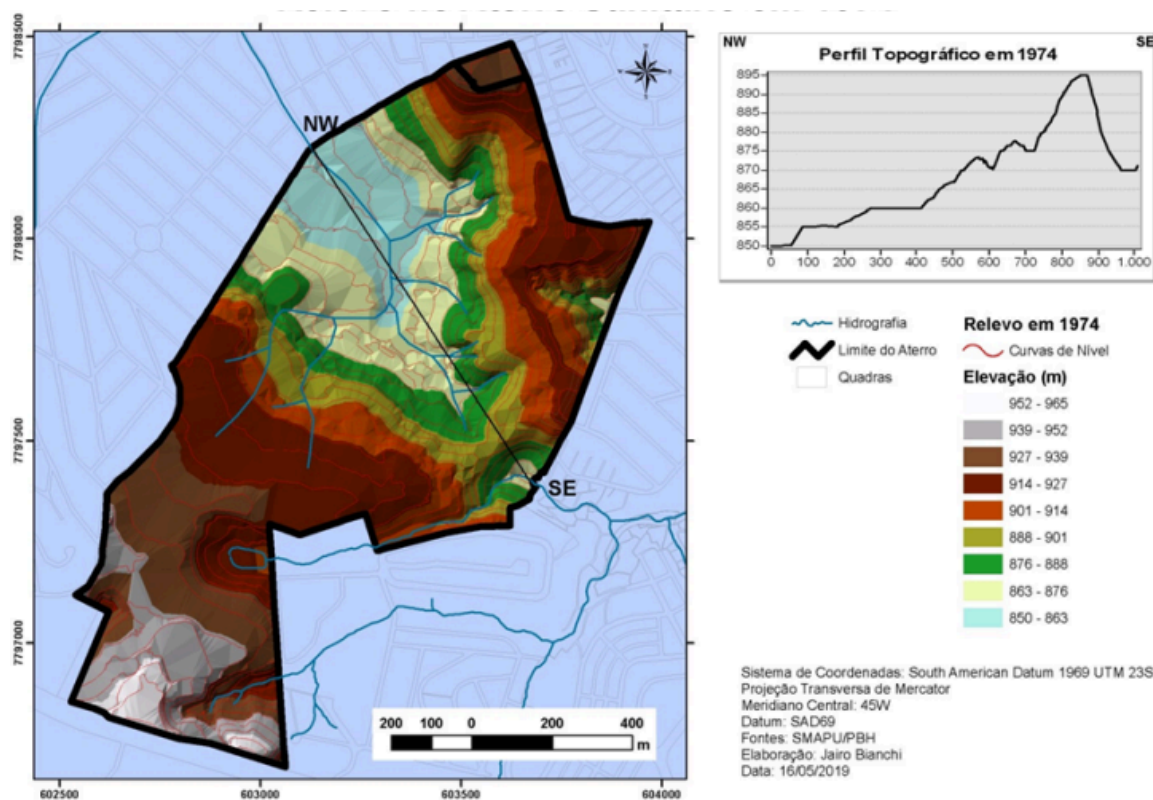 NW
SE
Perfil Topográfico em 1974
895
890
885
880
875
870
865
860
855
850
0 100 200 300 400 500 600 700 800 900 1.000
7798500
7798000
7797500
7797000
NW
SE
200 100 0 200 400
m
602500 603000 603500 604000
Hidrografia
Limite do Aterro
Quadras
Relevo em 1974
Curvas de Nível
Elevação (m)
952 - 965
939 - 952
927 - 939
914 - 927
901 - 914
888 - 901
876 - 888
863 - 876
850 - 863
Sistema de Coordenadas: South American Datum 1969 UTM 23S
Projeção Transversa de Mercator
Meridiano Central: 45W
Datum: SAD69
Fontes: SMAPU/PBH
Elaboração: Jairo Bianchi
Data: 16/05/2019